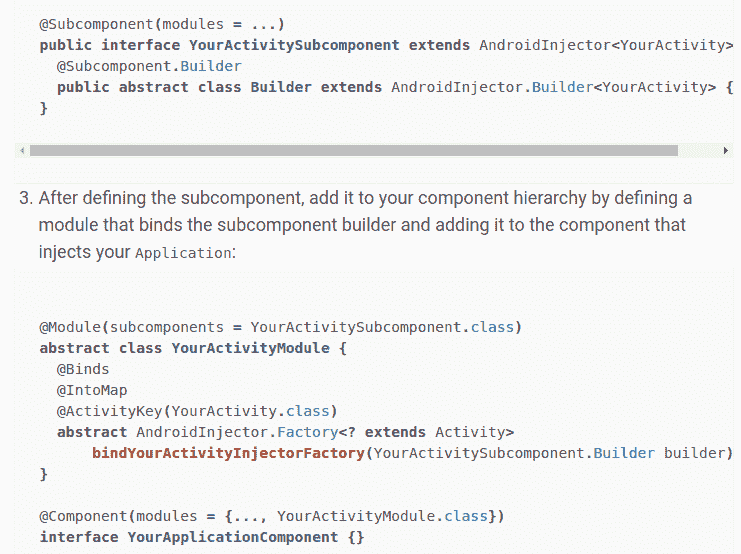 @Subcomponent(modules = ...)
public interface YourActivitySubcomponent extends AndroidInjector<YourActivity>
  @Subcomponent.Builder
  public abstract class Builder extends AndroidInjector.Builder<YourActivity> {
}
3. After defining the subcomponent, add it to your component hierarchy by defining a
module that binds the subcomponent builder and adding it to the component that
injects your Application:
@Module(subcomponents = YourActivitySubcomponent.class)
abstract class YourActivityModule {
  @Binds
  @IntoMap
  @ActivityKey(YourActivity.class)
  abstract AndroidInjector.Factory<? extends Activity>
      bindYourActivityInjectorFactory(YourActivitySubcomponent.Builder builder)
}
@Component(modules = {..., YourActivityModule.class})
interface YourApplicationComponent {}